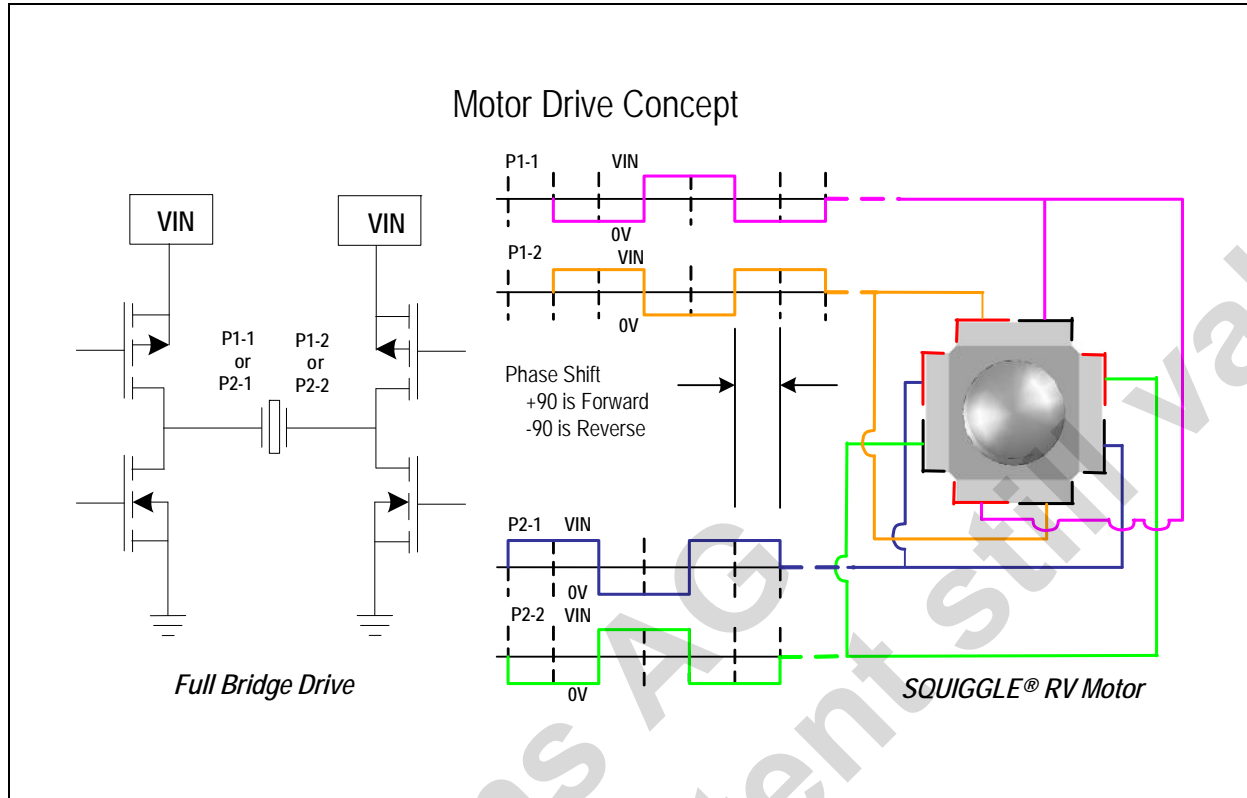 Motor Drive Concept
VIN
VIN
P1-1
or
P2-1
P1-2
or
P2-2
Full Bridge Drive
P1-1
VIN
0V
P1-2
VIN
0V
Phase Shift
+90 is Forward
-90 is Reverse
P2-1
VIN
0V
P2-2
VIN
0V
SQUIGGLE® RV Motor
AG
still